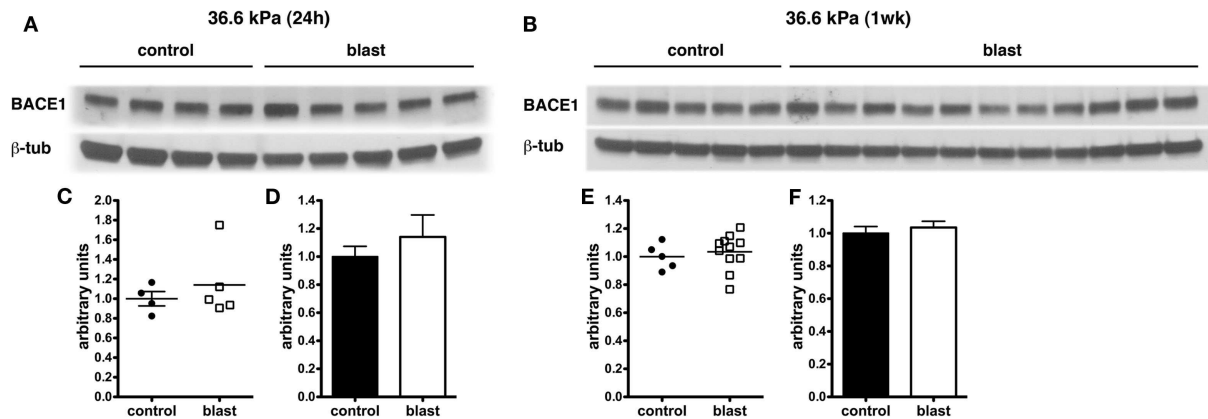 A 36.6 kPa (24h)
control blast
BACE1
β-tub
B 36.6 kPa (1wk)
control blast
BACE1
β-tub
C
arbitrary units
2.0
1.8
1.6
1.4
1.2
1.0
0.8
0.6
0.4
0.2
0.0
control blast
D
arbitrary units
1.4
1.2
1.0
0.8
0.6
0.4
0.2
0.0
control blast
E
arbitrary units
1.4
1.2
1.0
0.8
0.6
0.4
0.2
0.0
control blast
F
arbitrary units
1.4
1.2
1.0
0.8
0.6
0.4
0.2
0.0
control blast